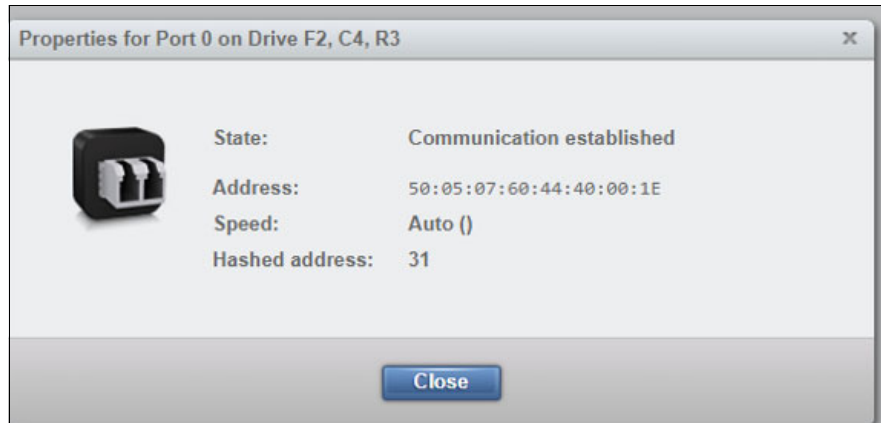 Properties for Port 0 on Drive F2, C4, R3 x
State: Communication established
Address: 50:05:07:60:44:40:00:1E
Speed: Auto ()
Hashed address: 31
Close